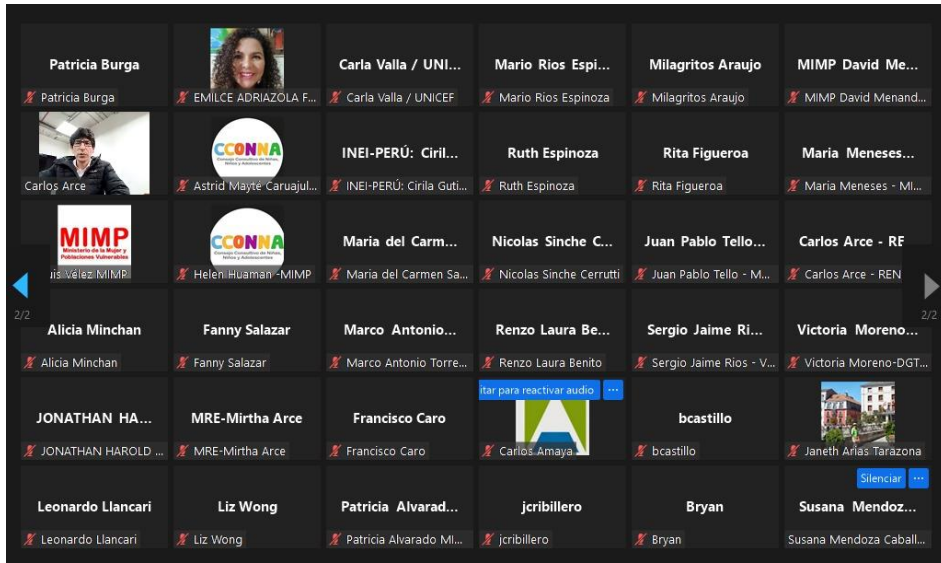 Patricia Burga
Patricia Burga
EMILCE ADRIAZOLA F...
Carla Valla / UNI...
Carla Valla / UNICEF
Mario Rios Espi...
Mario Rios Espinoza
Milagritos Araujo
Milagritos Araujo
MIMP David Me...
MIMP David Menand...
Carlos Arce
CCONNA
Consejo Consultivo de Niñas,
Niños y Adolescentes
Astrid Mayté Caruajul...
INEI-PERÚ: Ciril...
INEI-PERÚ: Cirila Guti...
Ruth Espinoza
Ruth Espinoza
Rita Figueroa
Rita Figueroa
Maria Meneses...
Maria Meneses - MI...
MIMP
Ministerio de la Mujer y
Poblaciones Vulnerables
uis Vélez MIMP
CCONNA
Consejo Consultivo de Niñas,
Niños y Adolescentes
Helen Huaman -MIMP
Maria del Carm...
Maria del Carmen Sa...
Nicolas Sinche C...
Nicolas Sinche Cerrutti
Juan Pablo Tello...
Juan Pablo Tello - M...
Carlos Arce - RE
Carlos Arce - REN
2/2
2/2
Alicia Minchan
Alicia Minchan
Fanny Salazar
Fanny Salazar
Marco Antonio...
Marco Antonio Torre...
Renzo Laura Be...
Renzo Laura Benito
Sergio Jaime Ri...
Sergio Jaime Rios - V...
Victoria Moreno...
Victoria Moreno-DGT...
JONATHAN HA...
JONATHAN HAROLD ...
MRE-Mirtha Arce
MRE-Mirtha Arce
Francisco Caro
Francisco Caro
itar para reactivar audio ...
Carlos Amaya
bcastillo
bcastillo
Janeth Arias Tarazona
Leonardo Llancari
Leonardo Llancari
Liz Wong
Liz Wong
Patricia Alvarad...
Patricia Alvarado MI...
jcribillero
jcribillero
Bryan
Bryan
Silenciar ...
Susana Mendoz...
Susana Mendoza Caball...